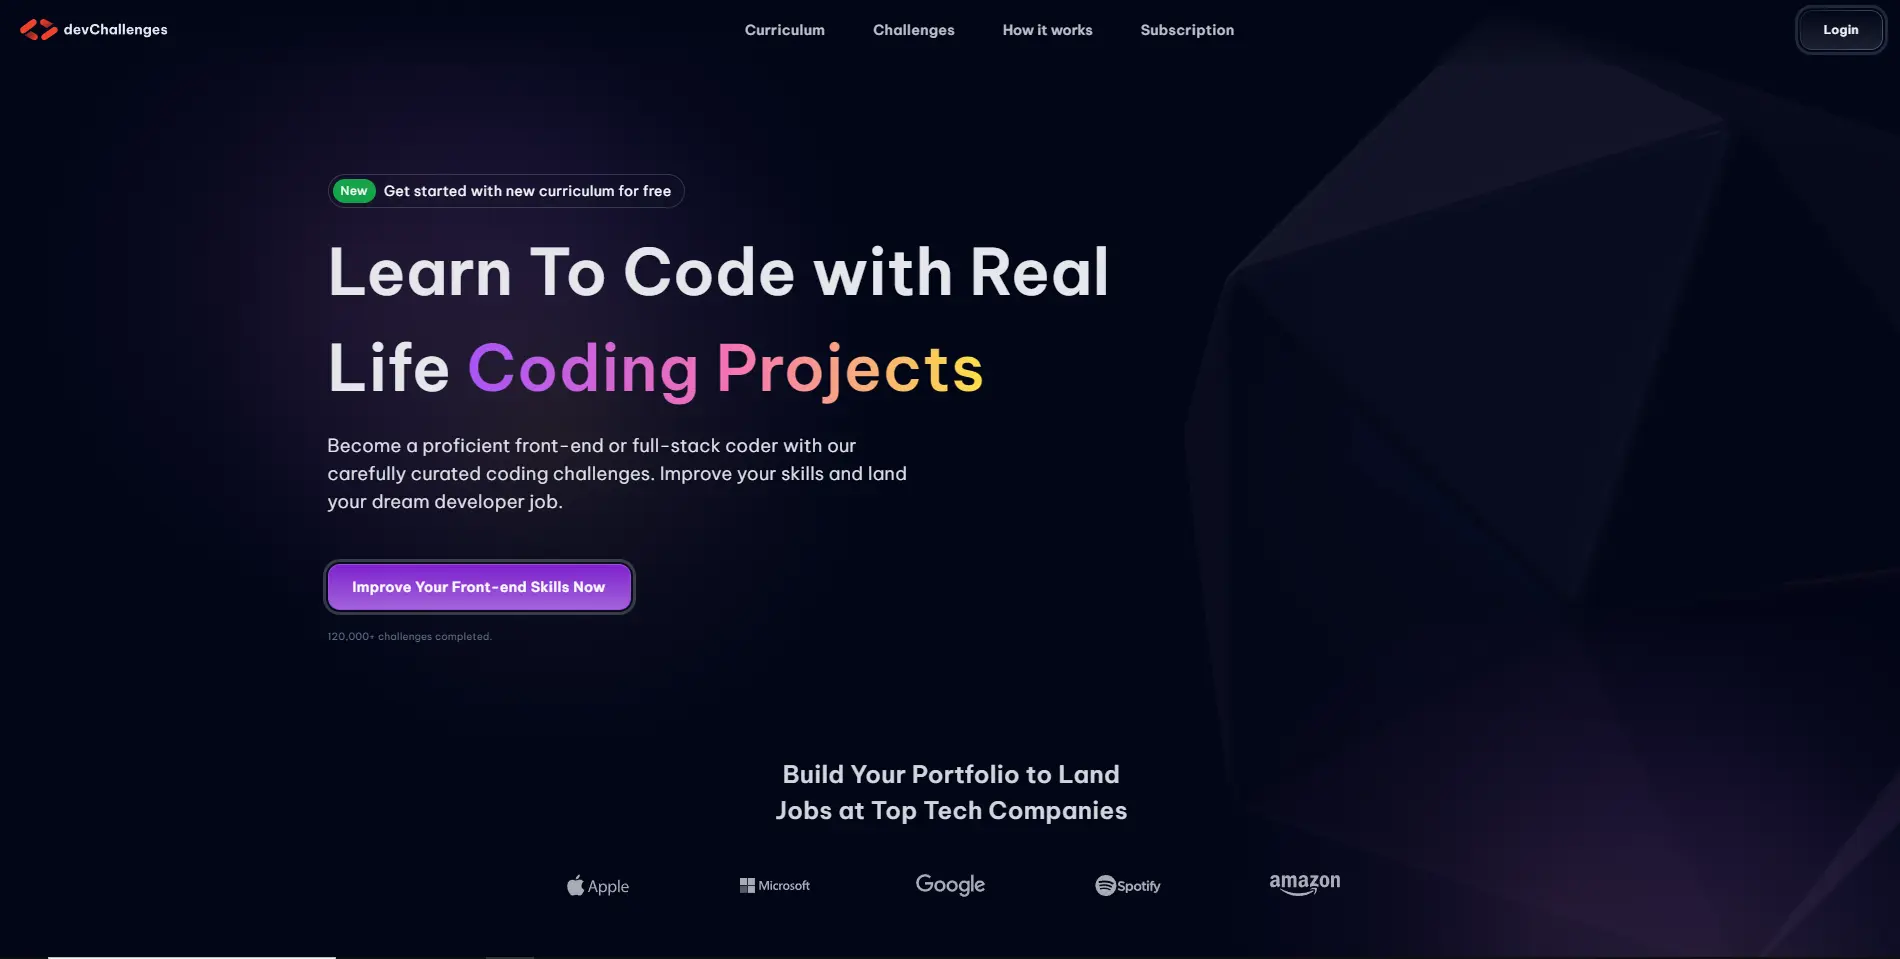 devChallenges
Curriculum
Challenges
How it works
Subscription
Login
New Get started with new curriculum for free
Learn To Code with Real
Life Coding Projects
Become a proficient front-end or full-stack coder with our
carefully curated coding challenges. Improve your skills and land
your dream developer job.
Improve Your Front-end Skills Now
120,000+ challenges completed.
Build Your Portfolio to Land
Jobs at Top Tech Companies
Apple
Microsoft
Google
Spotify
amazon